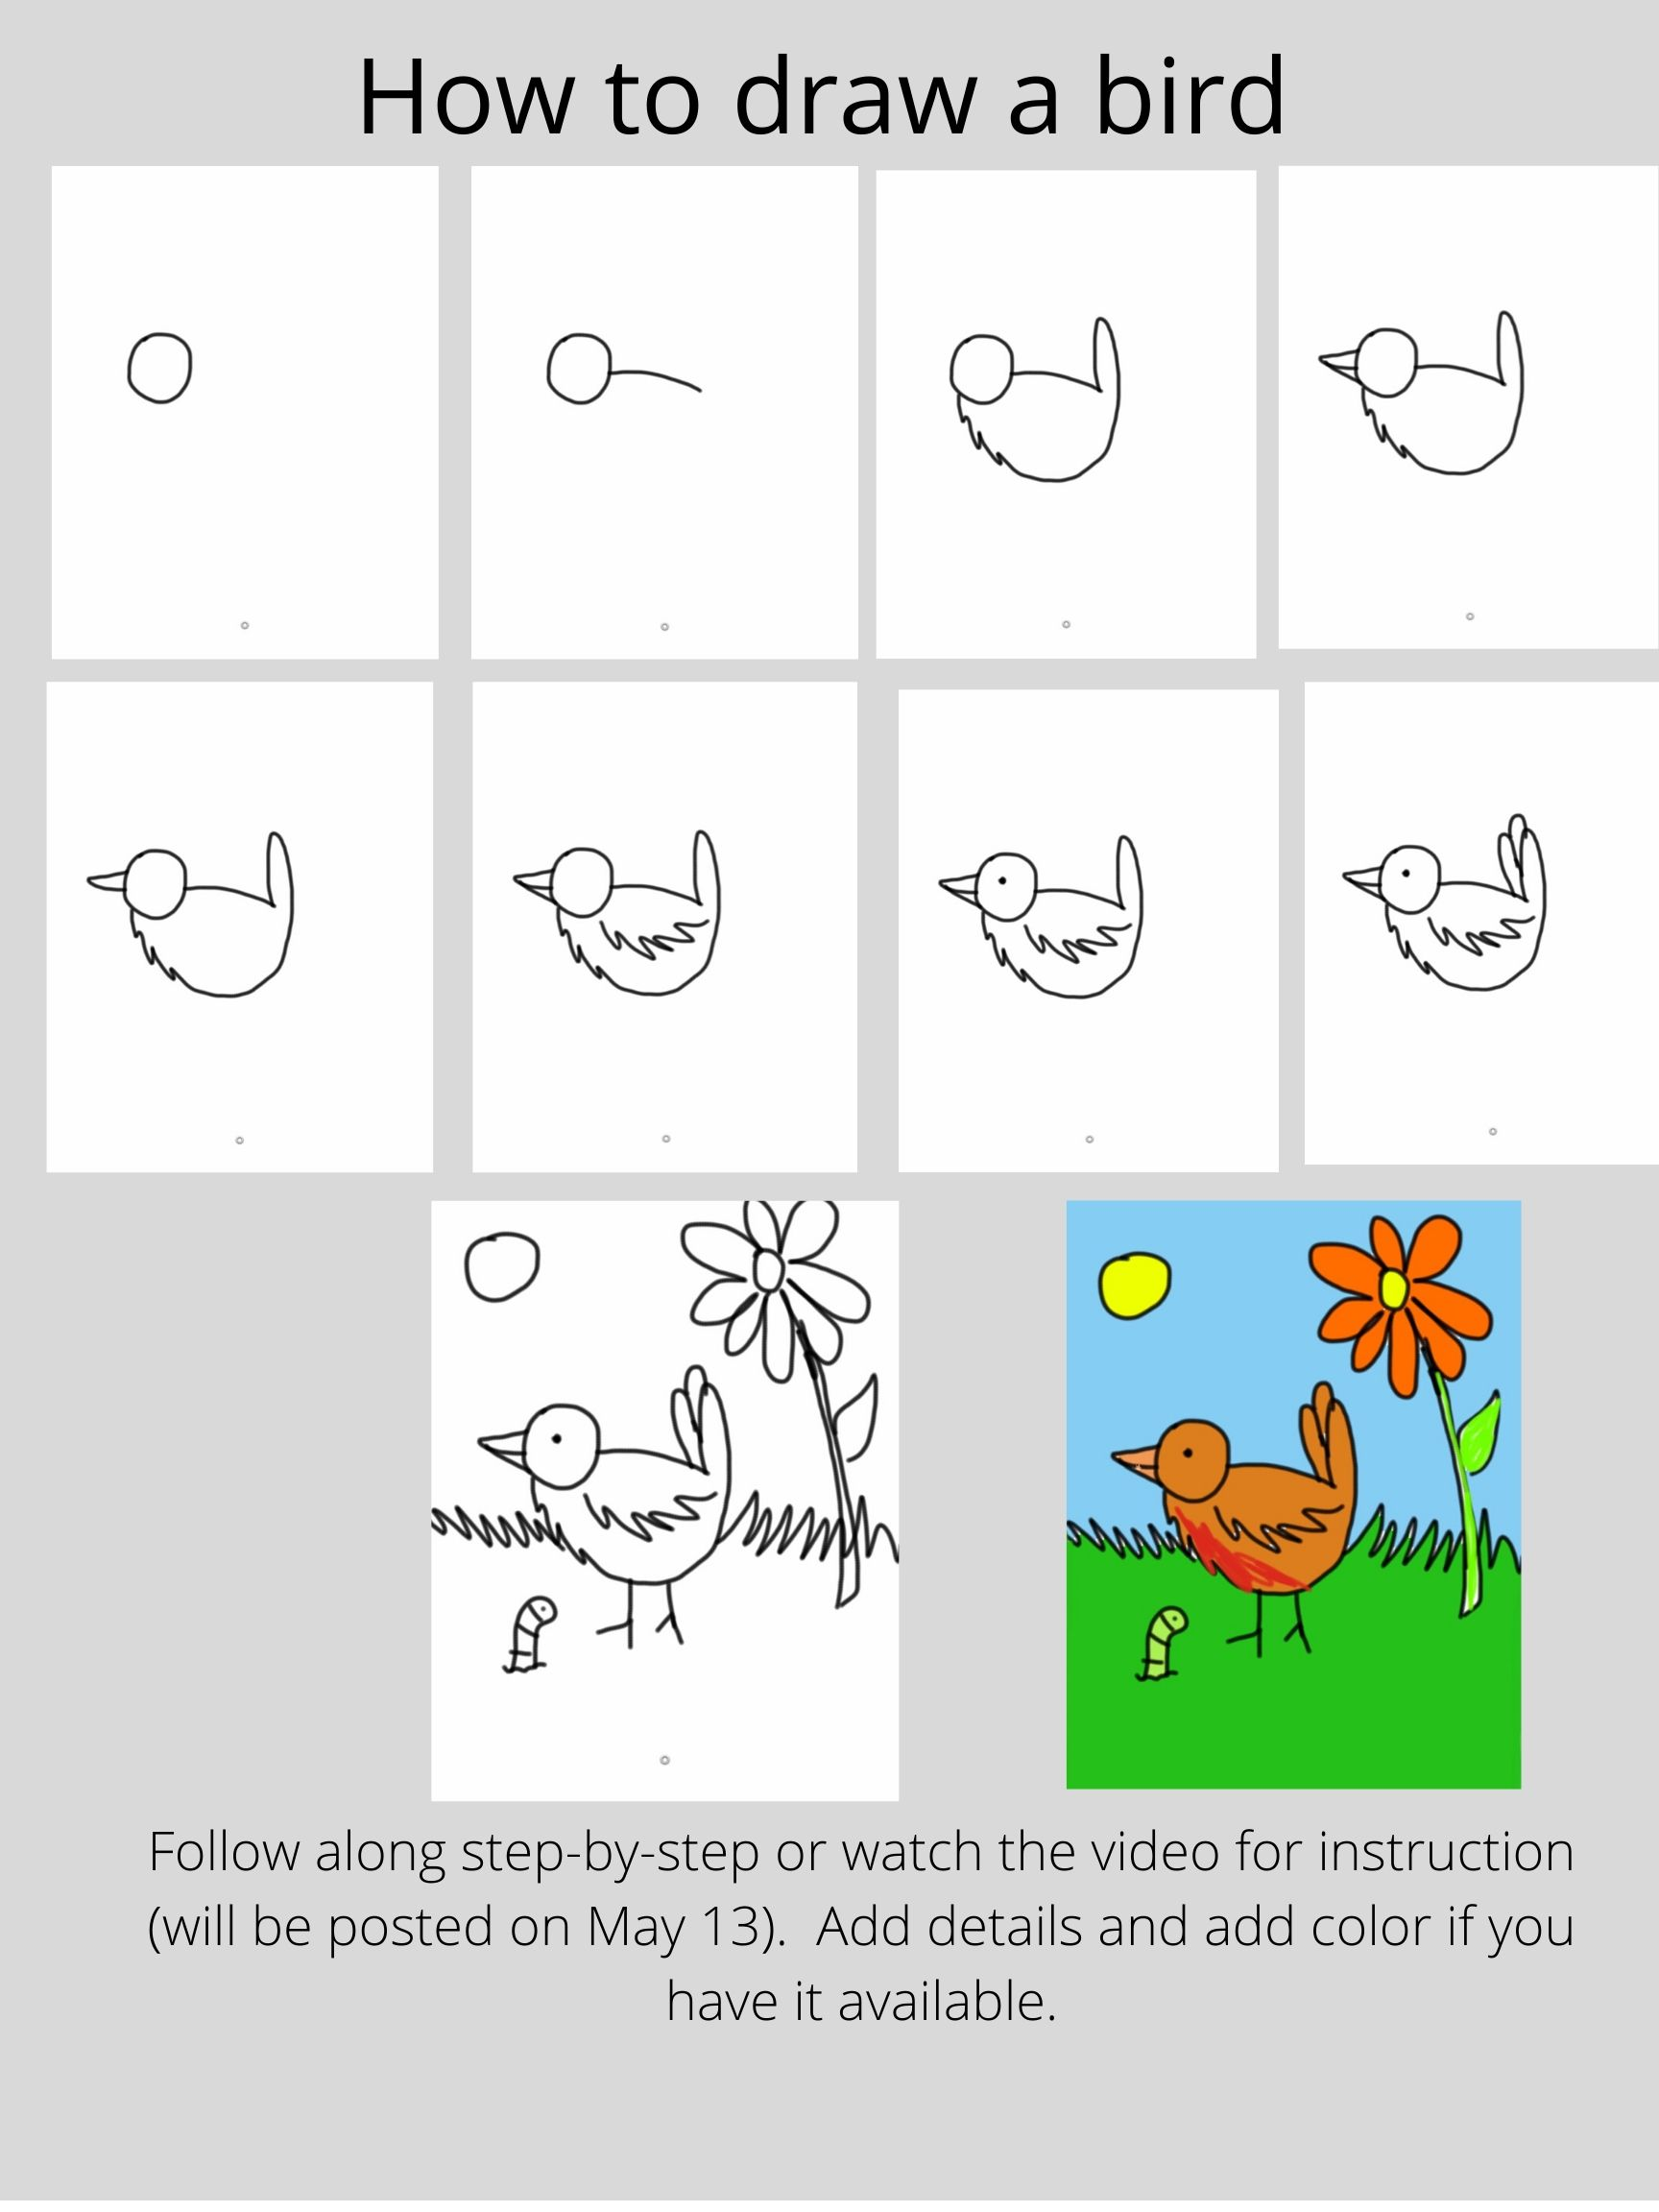 How to draw a bird
Follow along step-by-step or watch the video for instruction
(will be posted on May 13).  Add details and add color if you
have it available.